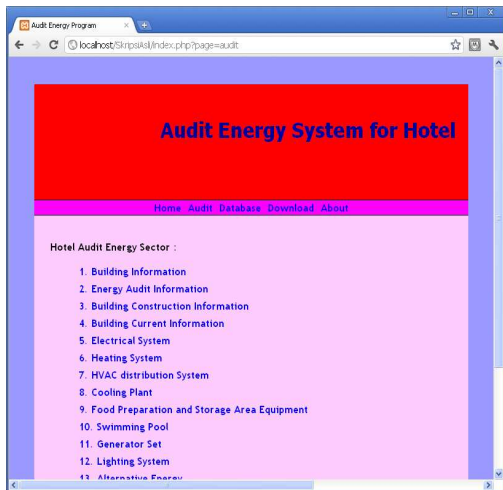 Audit Energy Program
localhost/SkripsiAsli/index.php?page=audit
Audit Energy System for Hotel
Home Audit Database Download About
Hotel Audit Energy Sector :
1. Building Information
2. Energy Audit Information
3. Building Construction Information
4. Building Current Information
5. Electrical System
6. Heating System
7. HVAC distribution System
8. Cooling Plant
9. Food Preparation and Storage Area Equipment
10. Swimming Pool
11. Generator Set
12. Lighting System
13. Alternative Energy